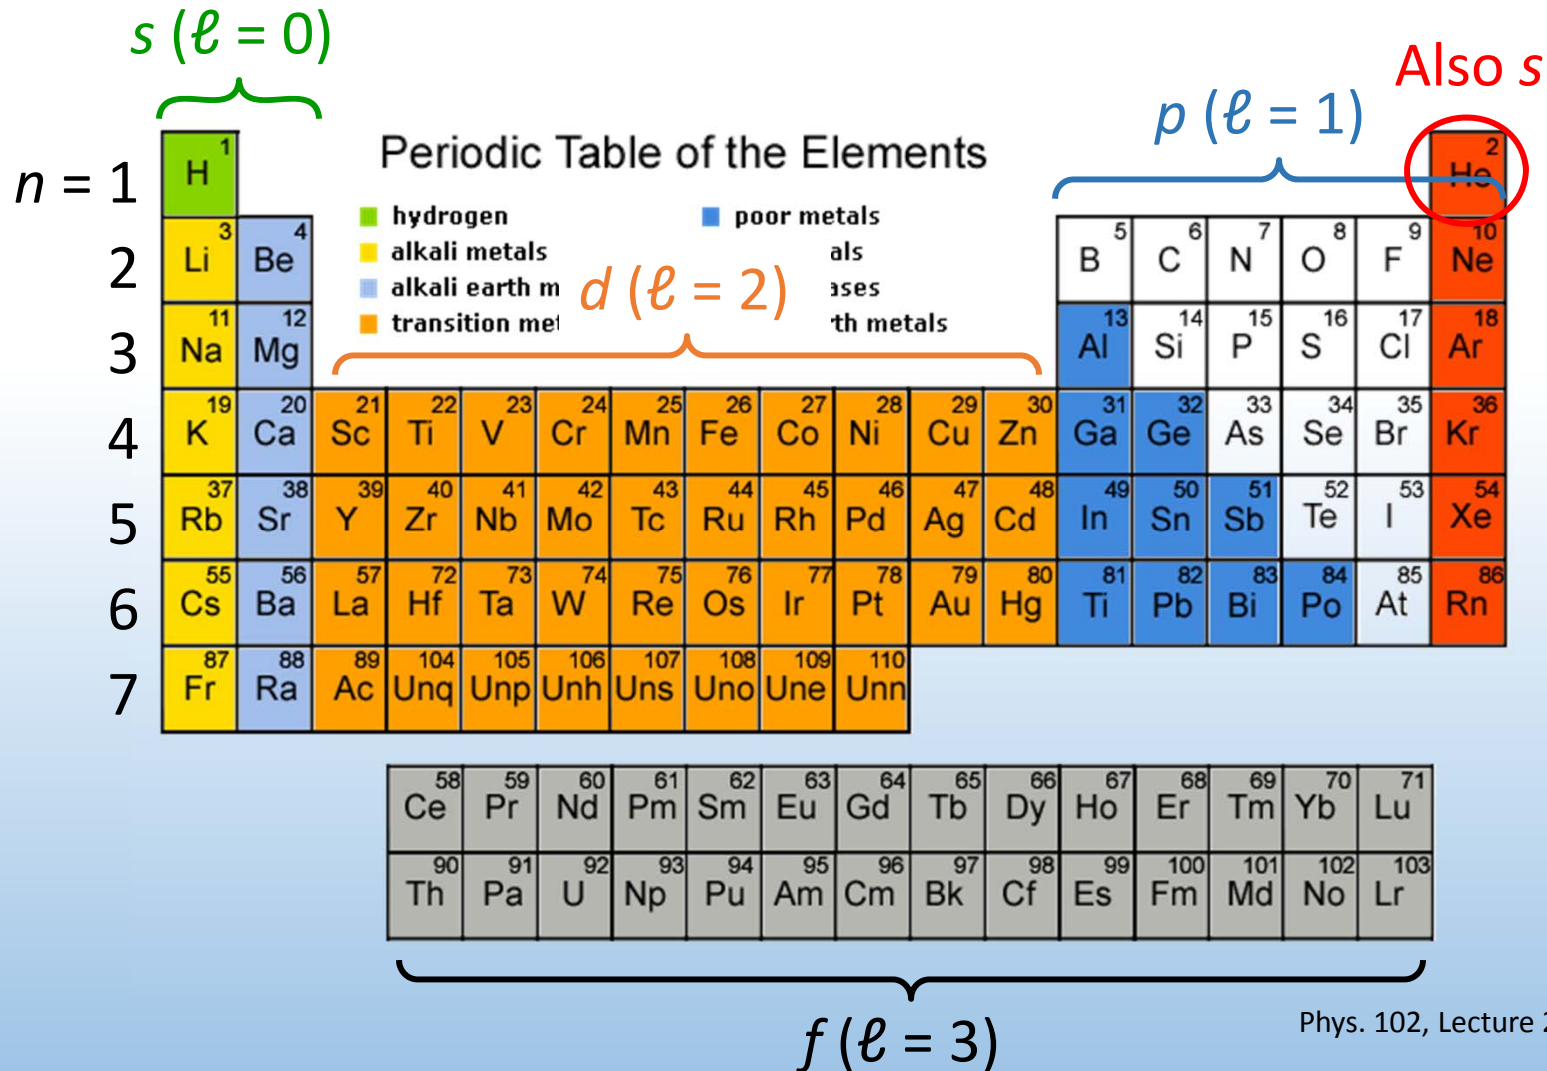 s (ℓ = 0)
Also s
p (ℓ = 1)
Periodic Table of the Elements
n = 1
1 H
2 He
hydrogen
poor metals
alkali metals
als
alkali earth m
ases
transition met
th metals
d (ℓ = 2)
2
3 Li 4 Be 5 B 6 C 7 N 8 O 9 F 10 Ne
3
11 Na 12 Mg 13 Al 14 Si 15 P 16 S 17 Cl 18 Ar
4
19 K 20 Ca 21 Sc 22 Ti 23 V 24 Cr 25 Mn 26 Fe 27 Co 28 Ni 29 Cu 30 Zn 31 Ga 32 Ge 33 As 34 Se 35 Br 36 Kr
5
37 Rb 38 Sr 39 Y 40 Zr 41 Nb 42 Mo 43 Tc 44 Ru 45 Rh 46 Pd 47 Ag 48 Cd 49 In 50 Sn 51 Sb 52 Te 53 I 54 Xe
6
55 Cs 56 Ba 57 La 72 Hf 73 Ta 74 W 75 Re 76 Os 77 Ir 78 Pt 79 Au 80 Hg 81 Ti 82 Pb 83 Bi 84 Po 85 At 86 Rn
7
87 Fr 88 Ra 89 Ac 104 Unq 105 Unp 106 Unh 107 Uns 108 Uno 109 Une 110 Unn
58 Ce 59 Pr 60 Nd 61 Pm 62 Sm 63 Eu 64 Gd 65 Tb 66 Dy 67 Ho 68 Er 69 Tm 70 Yb 71 Lu
90 Th 91 Pa 92 U 93 Np 94 Pu 95 Am 96 Cm 97 Bk 98 Cf 99 Es 100 Fm 101 Md 102 No 103 Lr
f (ℓ = 3)
Phys. 102, Lecture 2